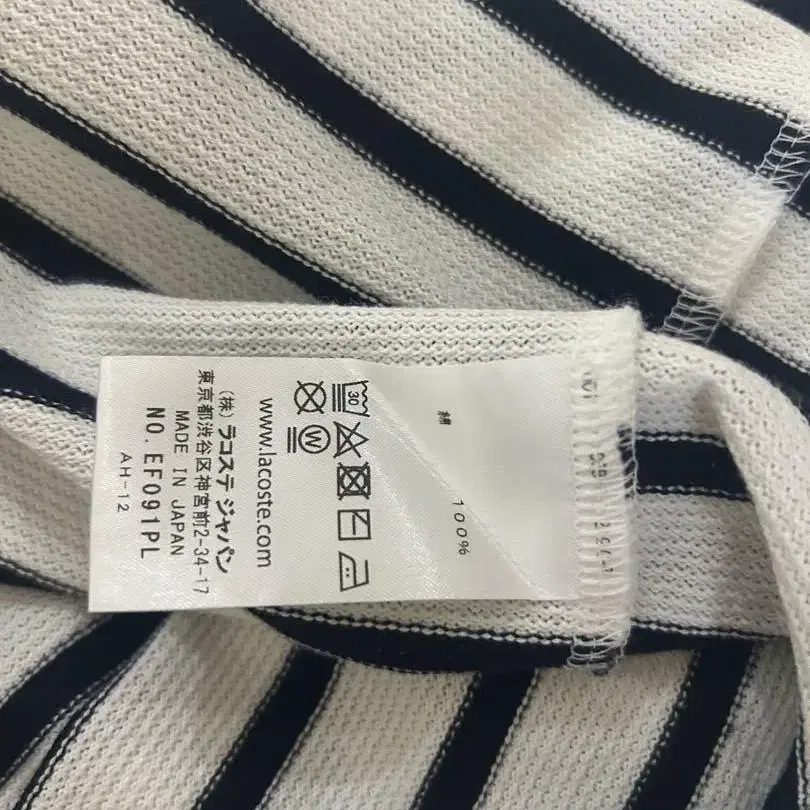 綿 100%
30
W
www.lacoste.com
(株)ラコステ ジャパン
東京都渋谷区神宮前2-34-17
MADE IN JAPAN
NO. EF091PL
AH-12